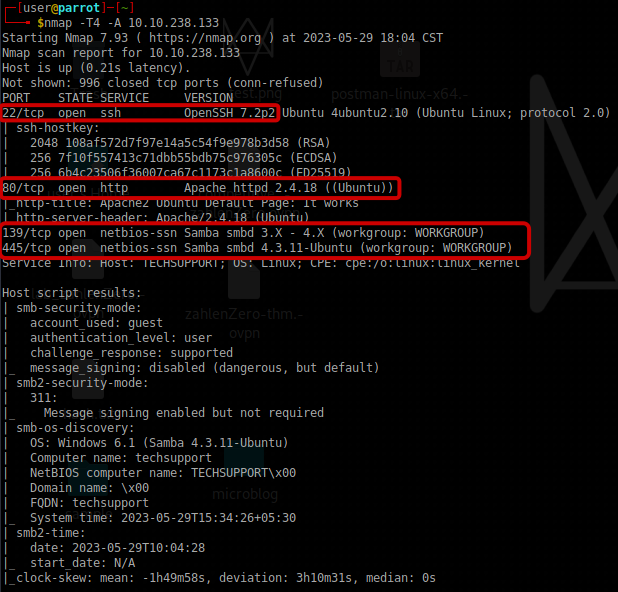 [user@parrot]-[~]
$nmap -T4 -A 10.10.238.133
Starting Nmap 7.93 ( https://nmap.org ) at 2023-05-29 18:04 CST
Nmap scan report for 10.10.238.133
Host is up (0.21s latency).
Not shown: 996 closed tcp ports (conn-refused)
PORT    STATE SERVICE     VERSION
22/tcp  open  ssh         OpenSSH 7.2p2 Ubuntu 4ubuntu2.10 (Ubuntu Linux; protocol 2.0)
| ssh-hostkey:
|   2048 108af572d7f97e14a5c54f9e978b3d58 (RSA)
|   256 7f10f557413c71dbb55bdb75c976305c (ECDSA)
|_  256 6b4c23506f36007ca67c1173c1a8600c (ED25519)
80/tcp  open  http        Apache httpd 2.4.18 ((Ubuntu))
|_http-title: Apache2 Ubuntu Default Page: It works
|_http-server-header: Apache/2.4.18 (Ubuntu)
139/tcp open  netbios-ssn Samba smbd 3.X - 4.X (workgroup: WORKGROUP)
445/tcp open  netbios-ssn Samba smbd 4.3.11-Ubuntu (workgroup: WORKGROUP)
Service Info: Host: TECHSUPPORT; OS: Linux; CPE: cpe:/o:linux:linux_kernel
Host script results:
| smb-security-mode:
|   account_used: guest
|   authentication_level: user
|   challenge_response: supported
|_  message_signing: disabled (dangerous, but default)
| smb2-security-mode:
|   311:
|_    Message signing enabled but not required
| smb-os-discovery:
|   OS: Windows 6.1 (Samba 4.3.11-Ubuntu)
|   Computer name: techsupport
|   NetBIOS computer name: TECHSUPPORT\x00
|   Domain name: \x00
|   FQDN: techsupport
|_  System time: 2023-05-29T15:34:26+05:30
| smb2-time:
|   date: 2023-05-29T10:04:28
|_  start_date: N/A
|_clock-skew: mean: -1h49m58s, deviation: 3h10m31s, median: 0s
TAR
postman-linux-x64.-
zahlenZero-thm.-
ovpn
microblog